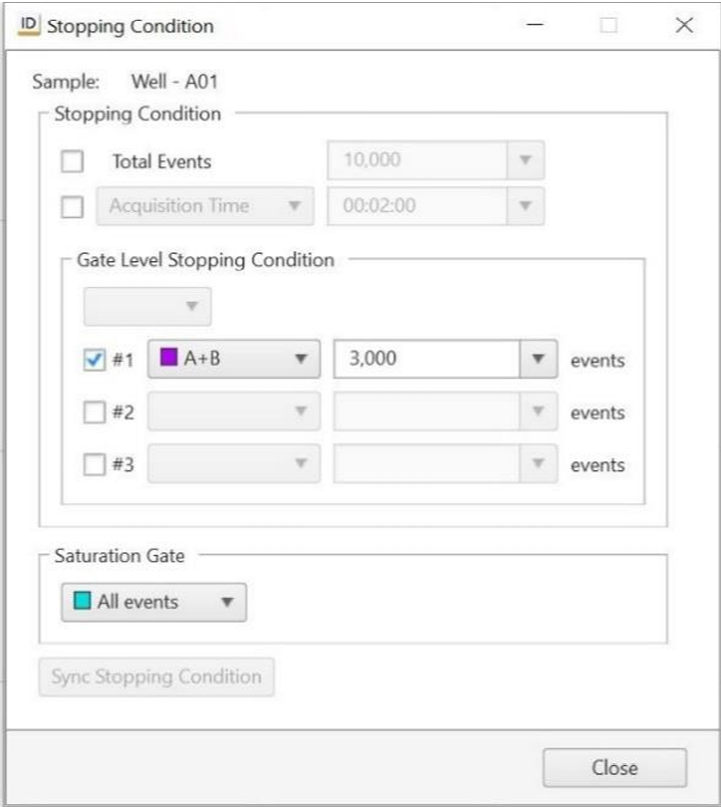 ID Stopping Condition
Sample: Well - A01
Stopping Condition
Total Events 10,000
Acquisition Time 00:02:00
Gate Level Stopping Condition
#1 A+B 3,000 events
#2 events
#3 events
Saturation Gate
All events
Sync Stopping Condition
Close